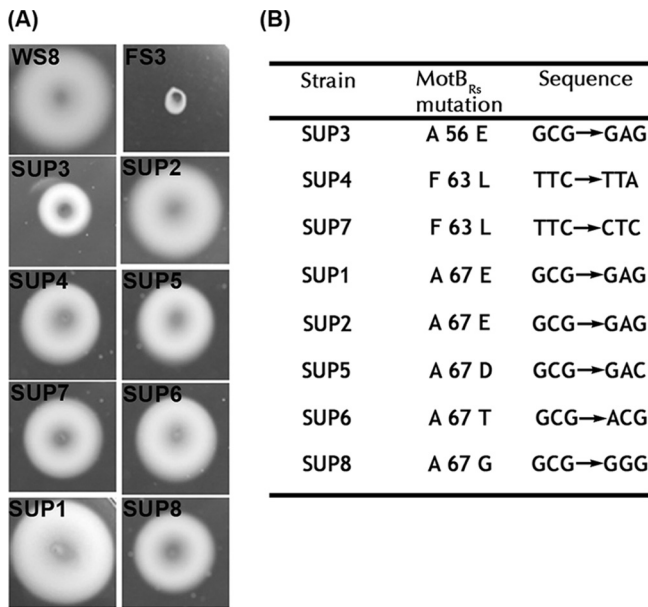 (A)
WS8 FS3
SUP3 SUP2
SUP4 SUP5
SUP7 SUP6
SUP1 SUP8
(B)
Strain MotB_Rs mutation Sequence
SUP3 A 56 E GCG→GAG
SUP4 F 63 L TTC→TTA
SUP7 F 63 L TTC→CTC
SUP1 A 67 E GCG→GAG
SUP2 A 67 E GCG→GAG
SUP5 A 67 D GCG→GAC
SUP6 A 67 T GCG→ACG
SUP8 A 67 G GCG→GGG